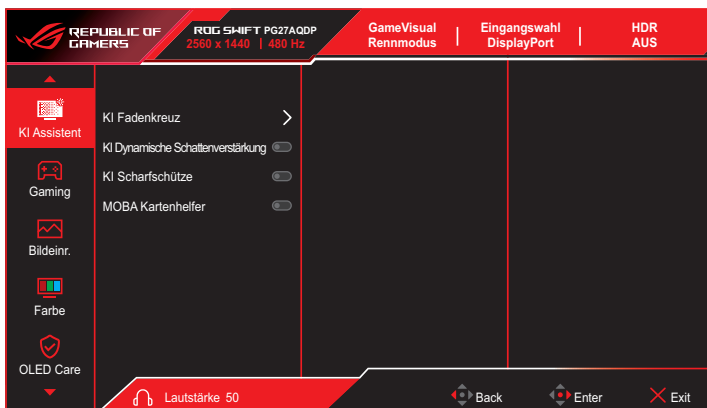 REPUBLIC OF
GAMERS
ROG SWIFT PG27AQDP
2560 x 1440 | 480 Hz
GameVisual
Rennmodus
Eingangswahl
DisplayPort
HDR
AUS
KI Assistent
Gaming
Bildeinr.
Farbe
OLED Care
KI Fadenkreuz
KI Dynamische Schattenverstärkung
KI Scharfschütze
MOBA Kartenhelfer
Lautstärke 50
Back
Enter
Exit